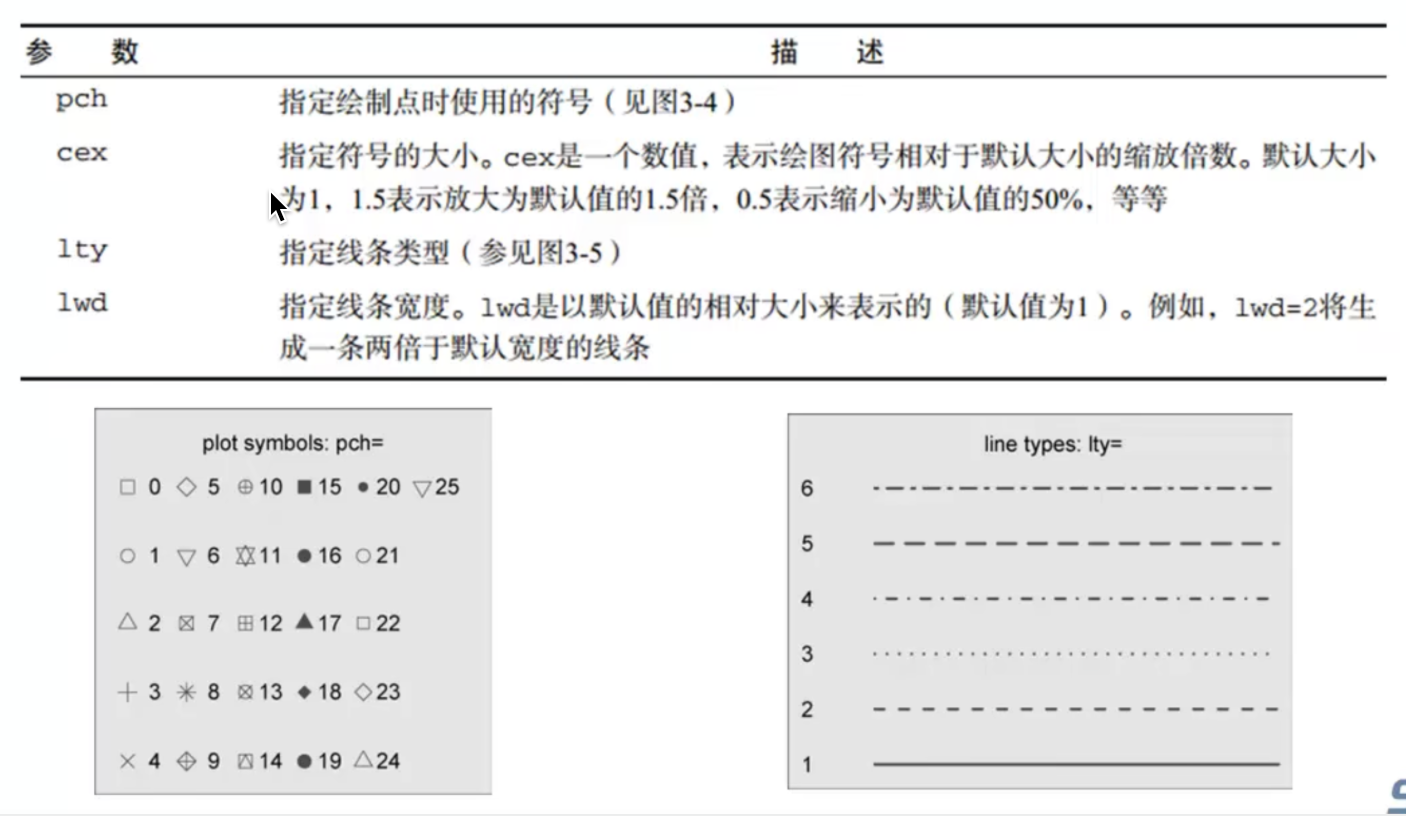 参 数 描 述
pch 指定绘制点时使用的符号（见图3-4）
cex 指定符号的大小。cex是一个数值，表示绘图符号相对于默认大小的缩放倍数。默认大小
为1，1.5表示放大为默认值的1.5倍，0.5表示缩小为默认值的50%，等等
lty 指定线条类型（参见图3-5）
lwd 指定线条宽度。lwd是以默认值的相对大小来表示的（默认值为1）。例如，lwd=2将生
成一条两倍于默认宽度的线条
plot symbols: pch=
0 5 10 15 20 25
1 6 11 16 21
2 7 12 17 22
3 8 13 18 23
4 9 14 19 24
line types: lty=
6
5
4
3
2
1